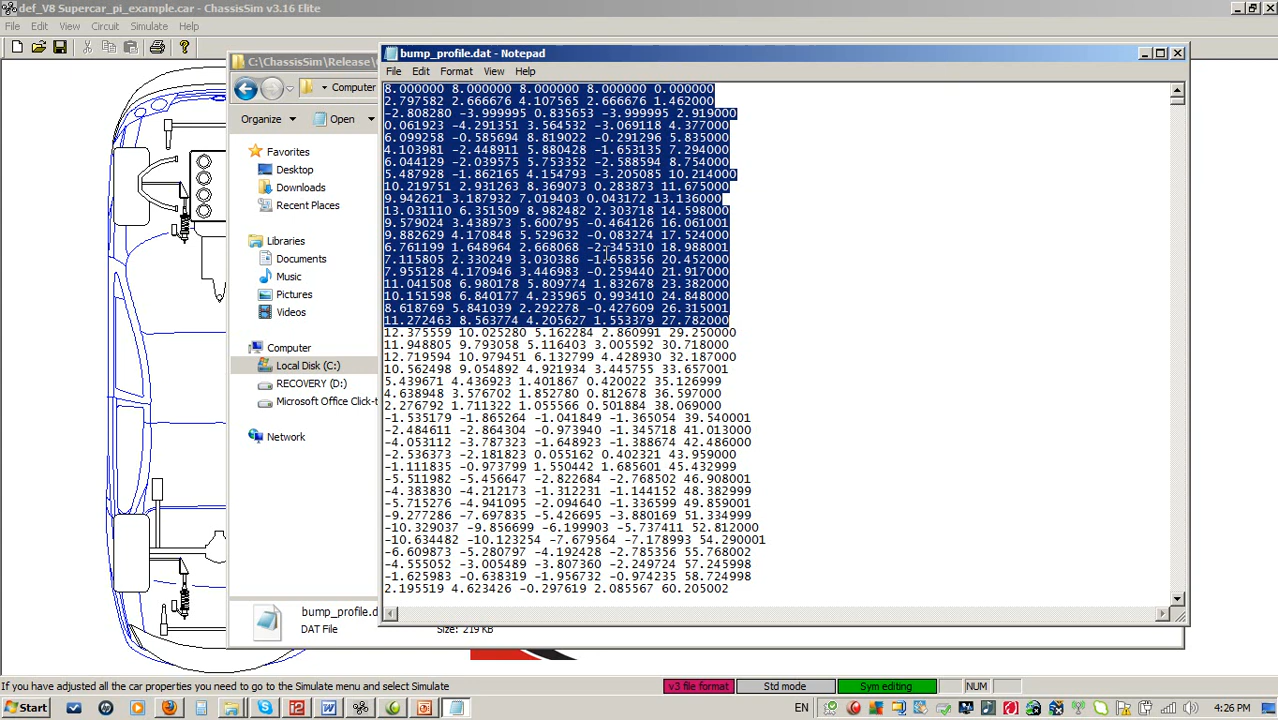 def_V8 Supercar_pi_example.car - ChassisSim v3.16 Elite
File Edit View Circuit Simulate Help
C:\ChassisSim\Release\
Computer
Organize Open
Favorites
Desktop
Downloads
Recent Places
Libraries
Documents
Music
Pictures
Videos
Computer
Local Disk (C:)
RECOVERY (D:)
Microsoft Office Click-t
Network
bump_profile.d
DAT File
Size: 219 KB
bump_profile.dat - Notepad
File Edit Format View Help
8.000000 8.000000 8.000000 8.000000 0.000000
2.797582 2.666676 4.107565 2.666676 1.462000
-2.808280 -3.999995 0.835653 -3.999995 2.919000
0.061923 -4.291351 3.564532 -3.069118 4.377000
5.099258 -0.585694 8.819022 -0.291296 5.835000
4.103981 -2.448911 5.880428 -1.653135 7.294000
6.044129 -2.039575 5.753352 -2.588594 8.754000
5.487928 -1.862165 4.154793 -3.205085 10.214000
10.219751 2.931263 8.369073 0.283873 11.675000
9.942621 3.187932 7.019403 0.043172 13.136000
13.031110 6.351509 8.982482 2.303718 14.598000
9.579024 3.438973 5.600795 -0.464126 16.061001
9.882629 4.170848 5.529632 -0.083274 17.524000
6.761199 1.648964 2.668068 -2.345310 18.988001
7.115805 2.330249 3.030386 -1.658356 20.452000
7.955128 4.170946 3.446983 -0.259440 21.917000
11.041508 6.980178 5.809774 1.832678 23.382000
10.151598 6.840177 4.235965 0.993410 24.848000
8.618769 5.841039 2.292278 -0.427609 26.315001
11.272463 8.563774 4.205627 1.553379 27.782000
12.375559 10.025280 5.162284 2.860991 29.250000
11.948805 9.793058 5.116403 3.005592 30.718000
12.719594 10.979451 6.132799 4.428930 32.187000
10.562498 9.054892 4.921934 3.445755 33.657001
5.439671 4.436923 1.401867 0.420022 35.126999
4.638948 3.576702 1.852780 0.812678 36.597000
2.276792 1.711322 1.055566 0.501884 38.069000
-1.535179 -1.865264 -1.041849 -1.365054 39.540001
-2.484611 -2.864304 -0.973940 -1.345718 41.013000
-4.053112 -3.787323 -1.648923 -1.388674 42.486000
-2.536373 -2.181823 0.055162 0.402321 43.959000
-1.111835 -0.973799 1.550442 1.685601 45.432999
-5.511982 -5.456647 -2.822684 -2.768502 46.908001
-4.383830 -4.212173 -1.312231 -1.144152 48.382999
-5.715276 -4.941095 -2.094640 -1.336599 49.859001
-9.277286 -7.697835 -5.426695 -3.880169 51.334999
-10.329037 -9.856699 -6.199903 -5.737411 52.812000
-10.634482 -10.123254 -7.679564 -7.178993 54.290001
-6.609873 -5.280797 -4.192428 -2.785356 55.768002
-4.555052 -3.005489 -3.807360 -2.249724 57.245998
-1.625983 -0.638319 -1.956732 -0.974235 58.724998
2.195519 4.623426 -0.297619 2.085567 60.205002
If you have adjusted all the car properties you need to go to the Simulate menu and select Simulate
v3 file format Std mode Sym editing NUM
Start EN 4:26 PM